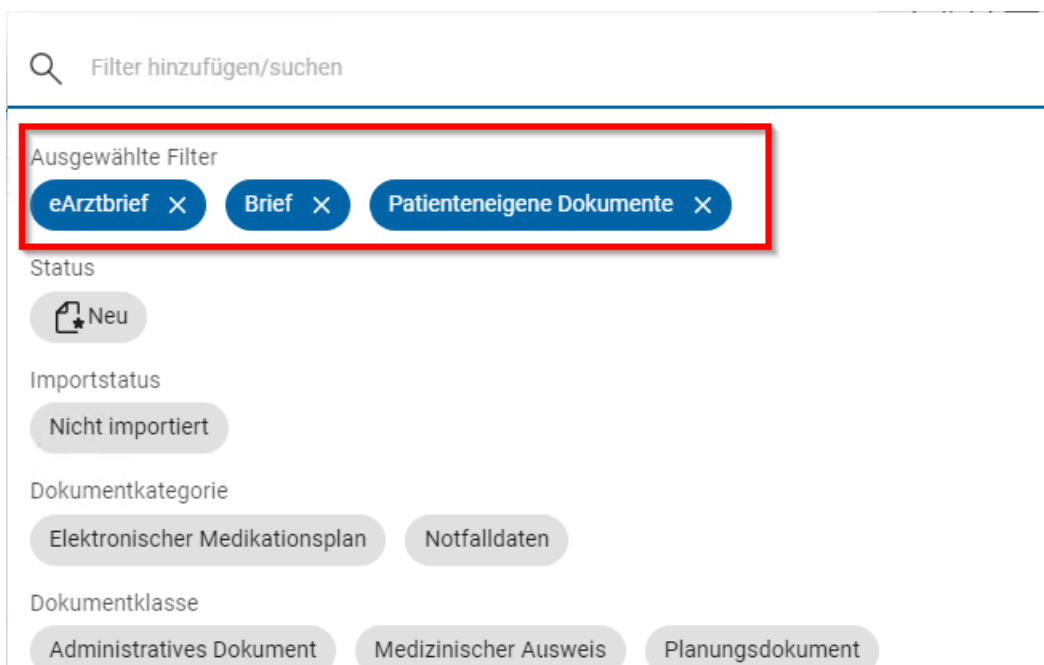 Filter hinzufügen/suchen
Ausgewählte Filter
eArztbrief Brief Patienteneigene Dokumente
Status
Neu
Importstatus
Nicht importiert
Dokumentkategorie
Elektronischer Medikationsplan Notfalldaten
Dokumentklasse
Administratives Dokument Medizinischer Ausweis Planungsdokument